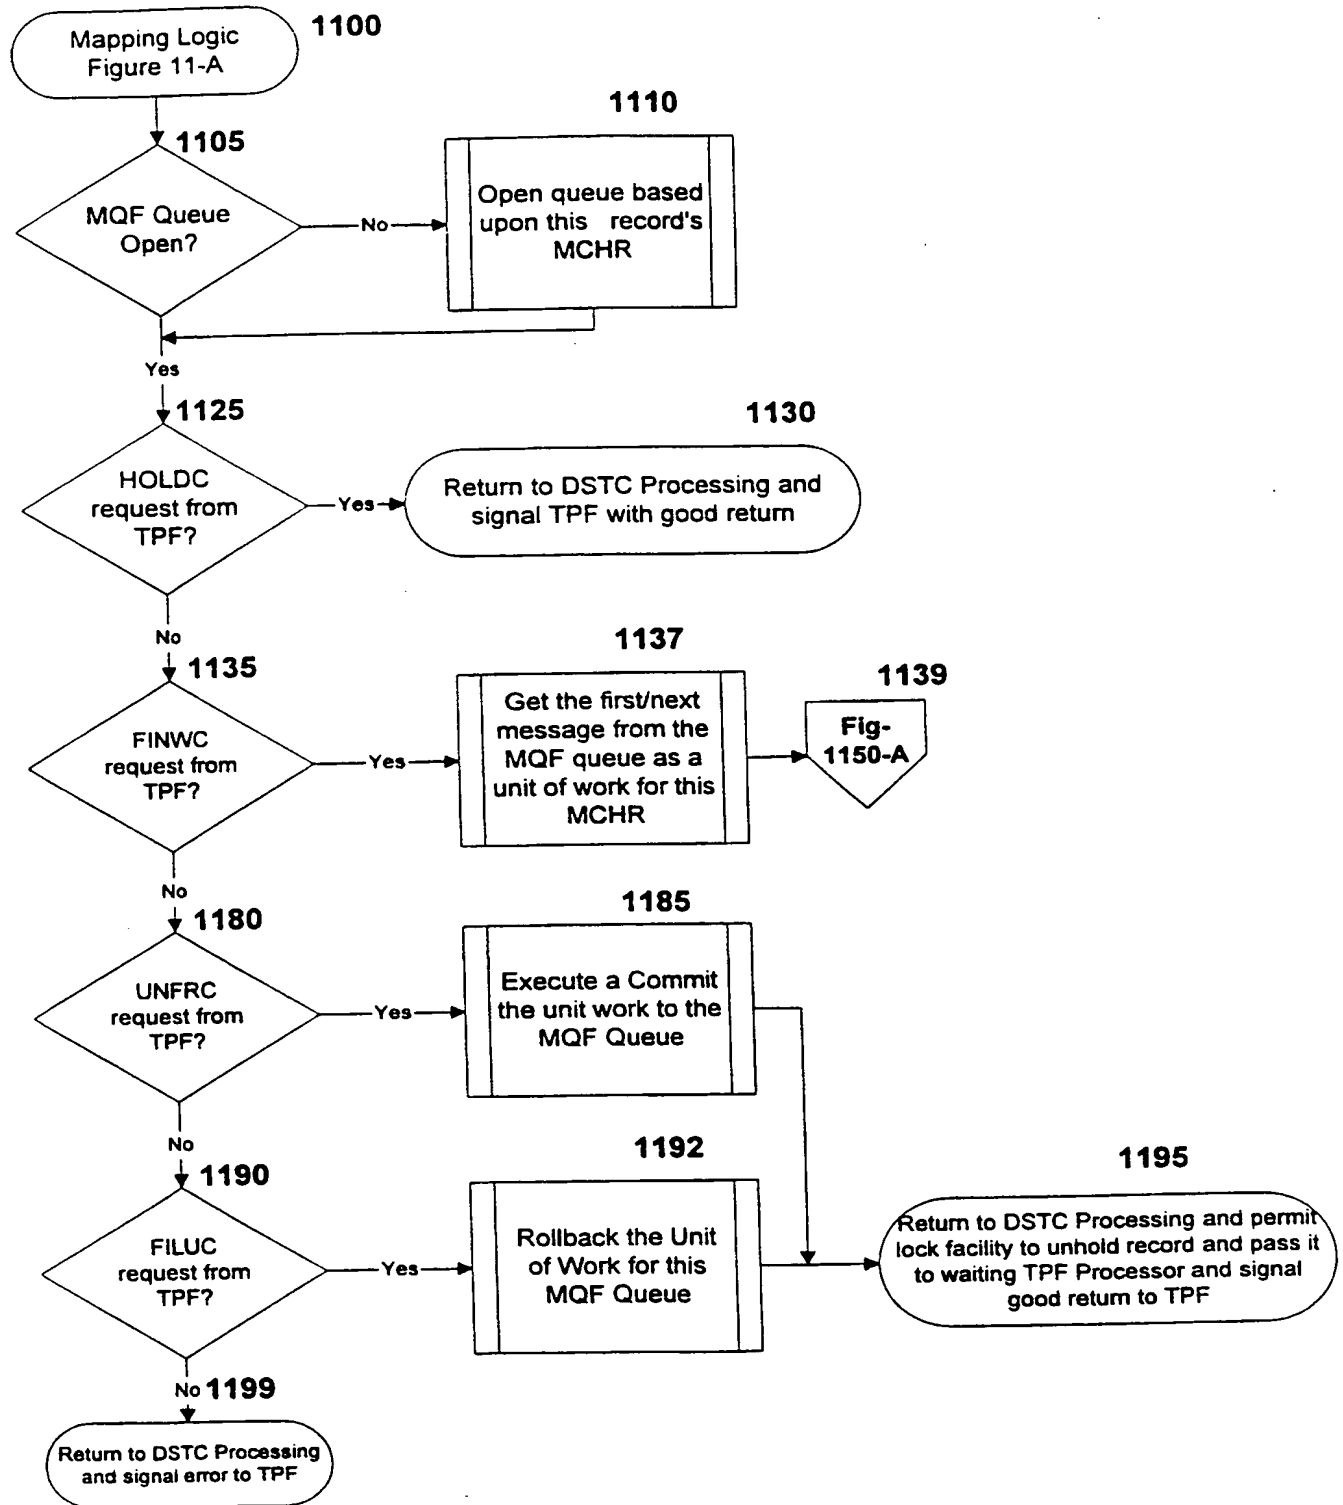 Mapping Logic
Figure 11-A
1100
1105
MQF Queue
Open?
No
1110
Open queue based
upon this record's
MCHR
Yes
1125
HOLDC
request from
TPF?
Yes
1130
Return to DSTC Processing and
signal TPF with good return
No
1135
FINWC
request from
TPF?
Yes
1137
Get the first/next
message from the
MQF queue as a
unit of work for this
MCHR
1139
Fig-
1150-A
No
1180
UNFRC
request from
TPF?
Yes
1185
Execute a Commit
the unit work to the
MQF Queue
No
1190
FILUC
request from
TPF?
Yes
1192
Rollback the Unit
of Work for this
MQF Queue
1195
Return to DSTC Processing and permit
lock facility to unhold record and pass it
to waiting TPF Processor and signal
good return to TPF
No
1199
Return to DSTC Processing
and signal error to TPF